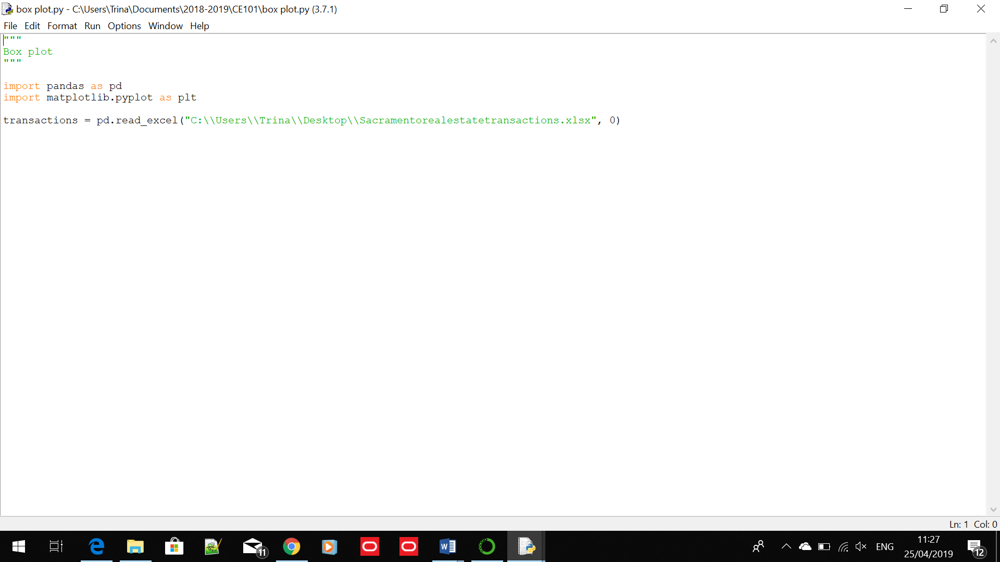 box plot.py - C:\Users\Trina\Documents\2018-2019\CE101\box plot.py (3.7.1)
File Edit Format Run Options Window Help
"""
Box plot
"""
import pandas as pd
import matplotlib.pyplot as plt
transactions = pd.read_excel("C:\\Users\\Trina\\Desktop\\Sacramentorealestatetransactions.xlsx", 0)
Ln: 1 Col: 0
11
W
ENG
11:27
25/04/2019
12